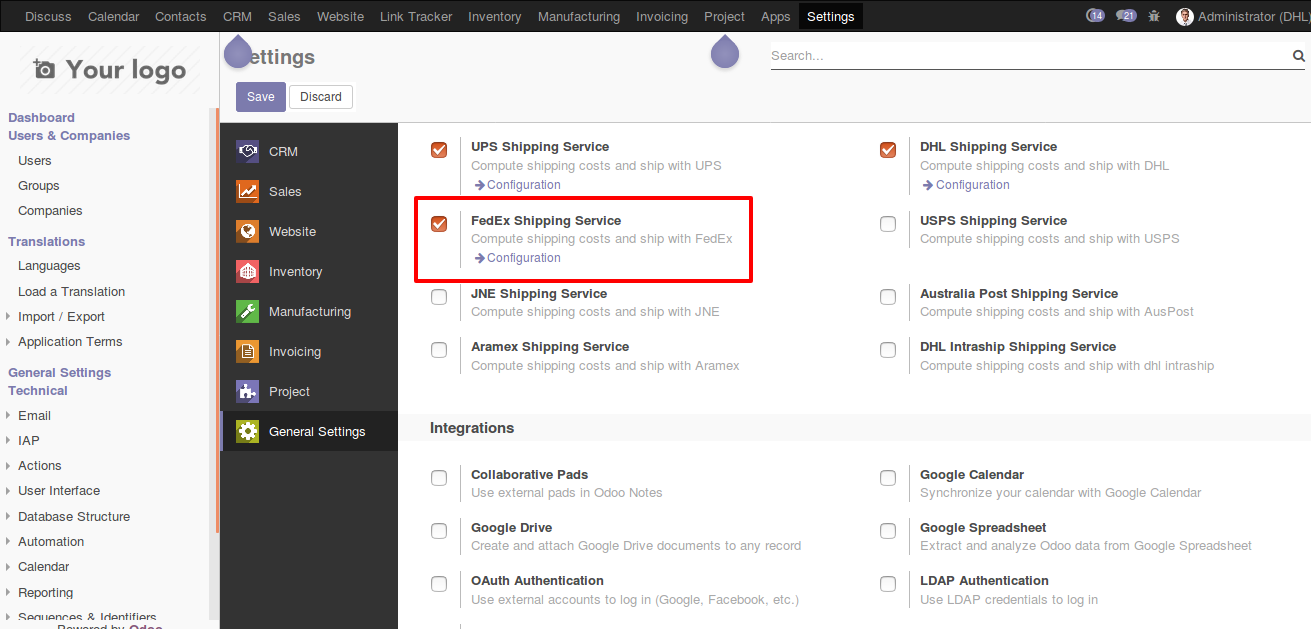 Discuss Calendar Contacts CRM Sales Website Link Tracker Inventory Manufacturing Invoicing Project Apps Settings 14 21 Administrator (DHL)
Your logo
Dashboard
Users & Companies
Users
Groups
Companies
Translations
Languages
Load a Translation
Import / Export
Application Terms
General Settings
Technical
Email
IAP
Actions
User Interface
Database Structure
Automation
Calendar
Reporting
Sequences & Identifiers
Powered by Odoo
ettings
Search...
Save Discard
CRM
Sales
Website
Inventory
Manufacturing
Invoicing
Project
General Settings
UPS Shipping Service
Compute shipping costs and ship with UPS
Configuration
DHL Shipping Service
Compute shipping costs and ship with DHL
Configuration
FedEx Shipping Service
Compute shipping costs and ship with FedEx
Configuration
USPS Shipping Service
Compute shipping costs and ship with USPS
JNE Shipping Service
Compute shipping costs and ship with JNE
Australia Post Shipping Service
Compute shipping costs and ship with AusPost
Aramex Shipping Service
Compute shipping costs and ship with Aramex
DHL Intraship Shipping Service
Compute shipping costs and ship with dhl intraship
Integrations
Collaborative Pads
Use external pads in Odoo Notes
Google Calendar
Synchronize your calendar with Google Calendar
Google Drive
Create and attach Google Drive documents to any record
Google Spreadsheet
Extract and analyze Odoo data from Google Spreadsheet
OAuth Authentication
Use external accounts to log in (Google, Facebook, etc.)
LDAP Authentication
Use LDAP credentials to log in